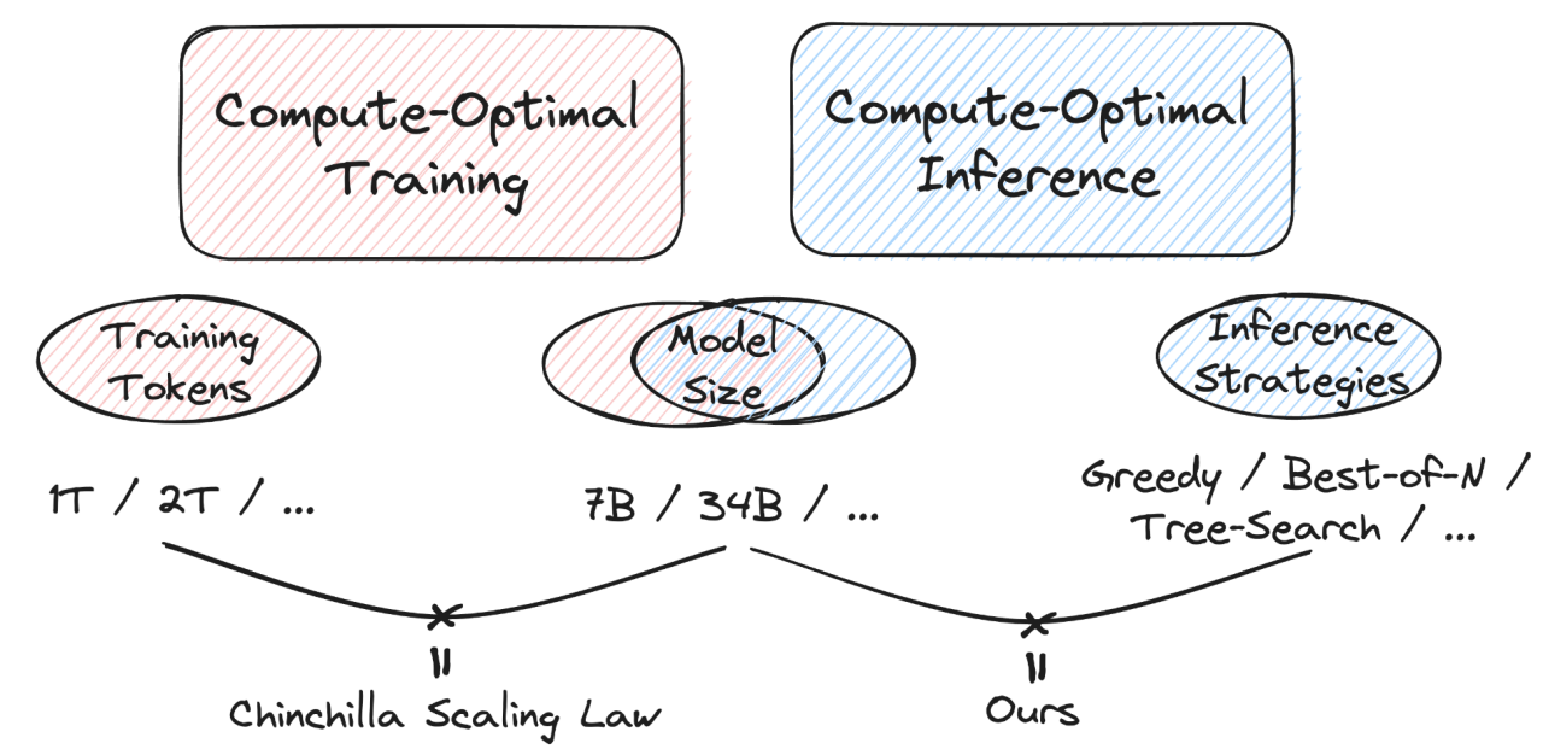 Compute-Optimal
Training
Compute-Optimal
Inference
Training
Tokens
Model
Size
Inference
Strategies
1T / 2T / ...
7B / 34B / ...
Greedy / Best-of-N /
Tree-Search / ...
×
=
Chinchilla Scaling Law
×
=
Ours